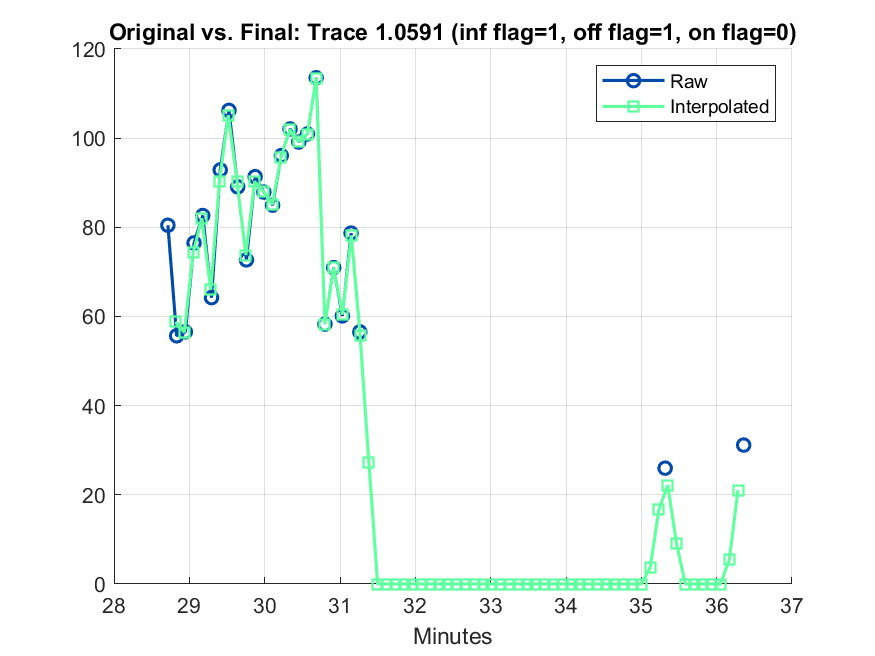 Original vs. Final: Trace 1.0591 (inf flag=1, off flag=1, on flag=0)
120
100
80
60
40
20
0
Raw
Interpolated
28 29 30 31 32 33 34 35 36 37
Minutes